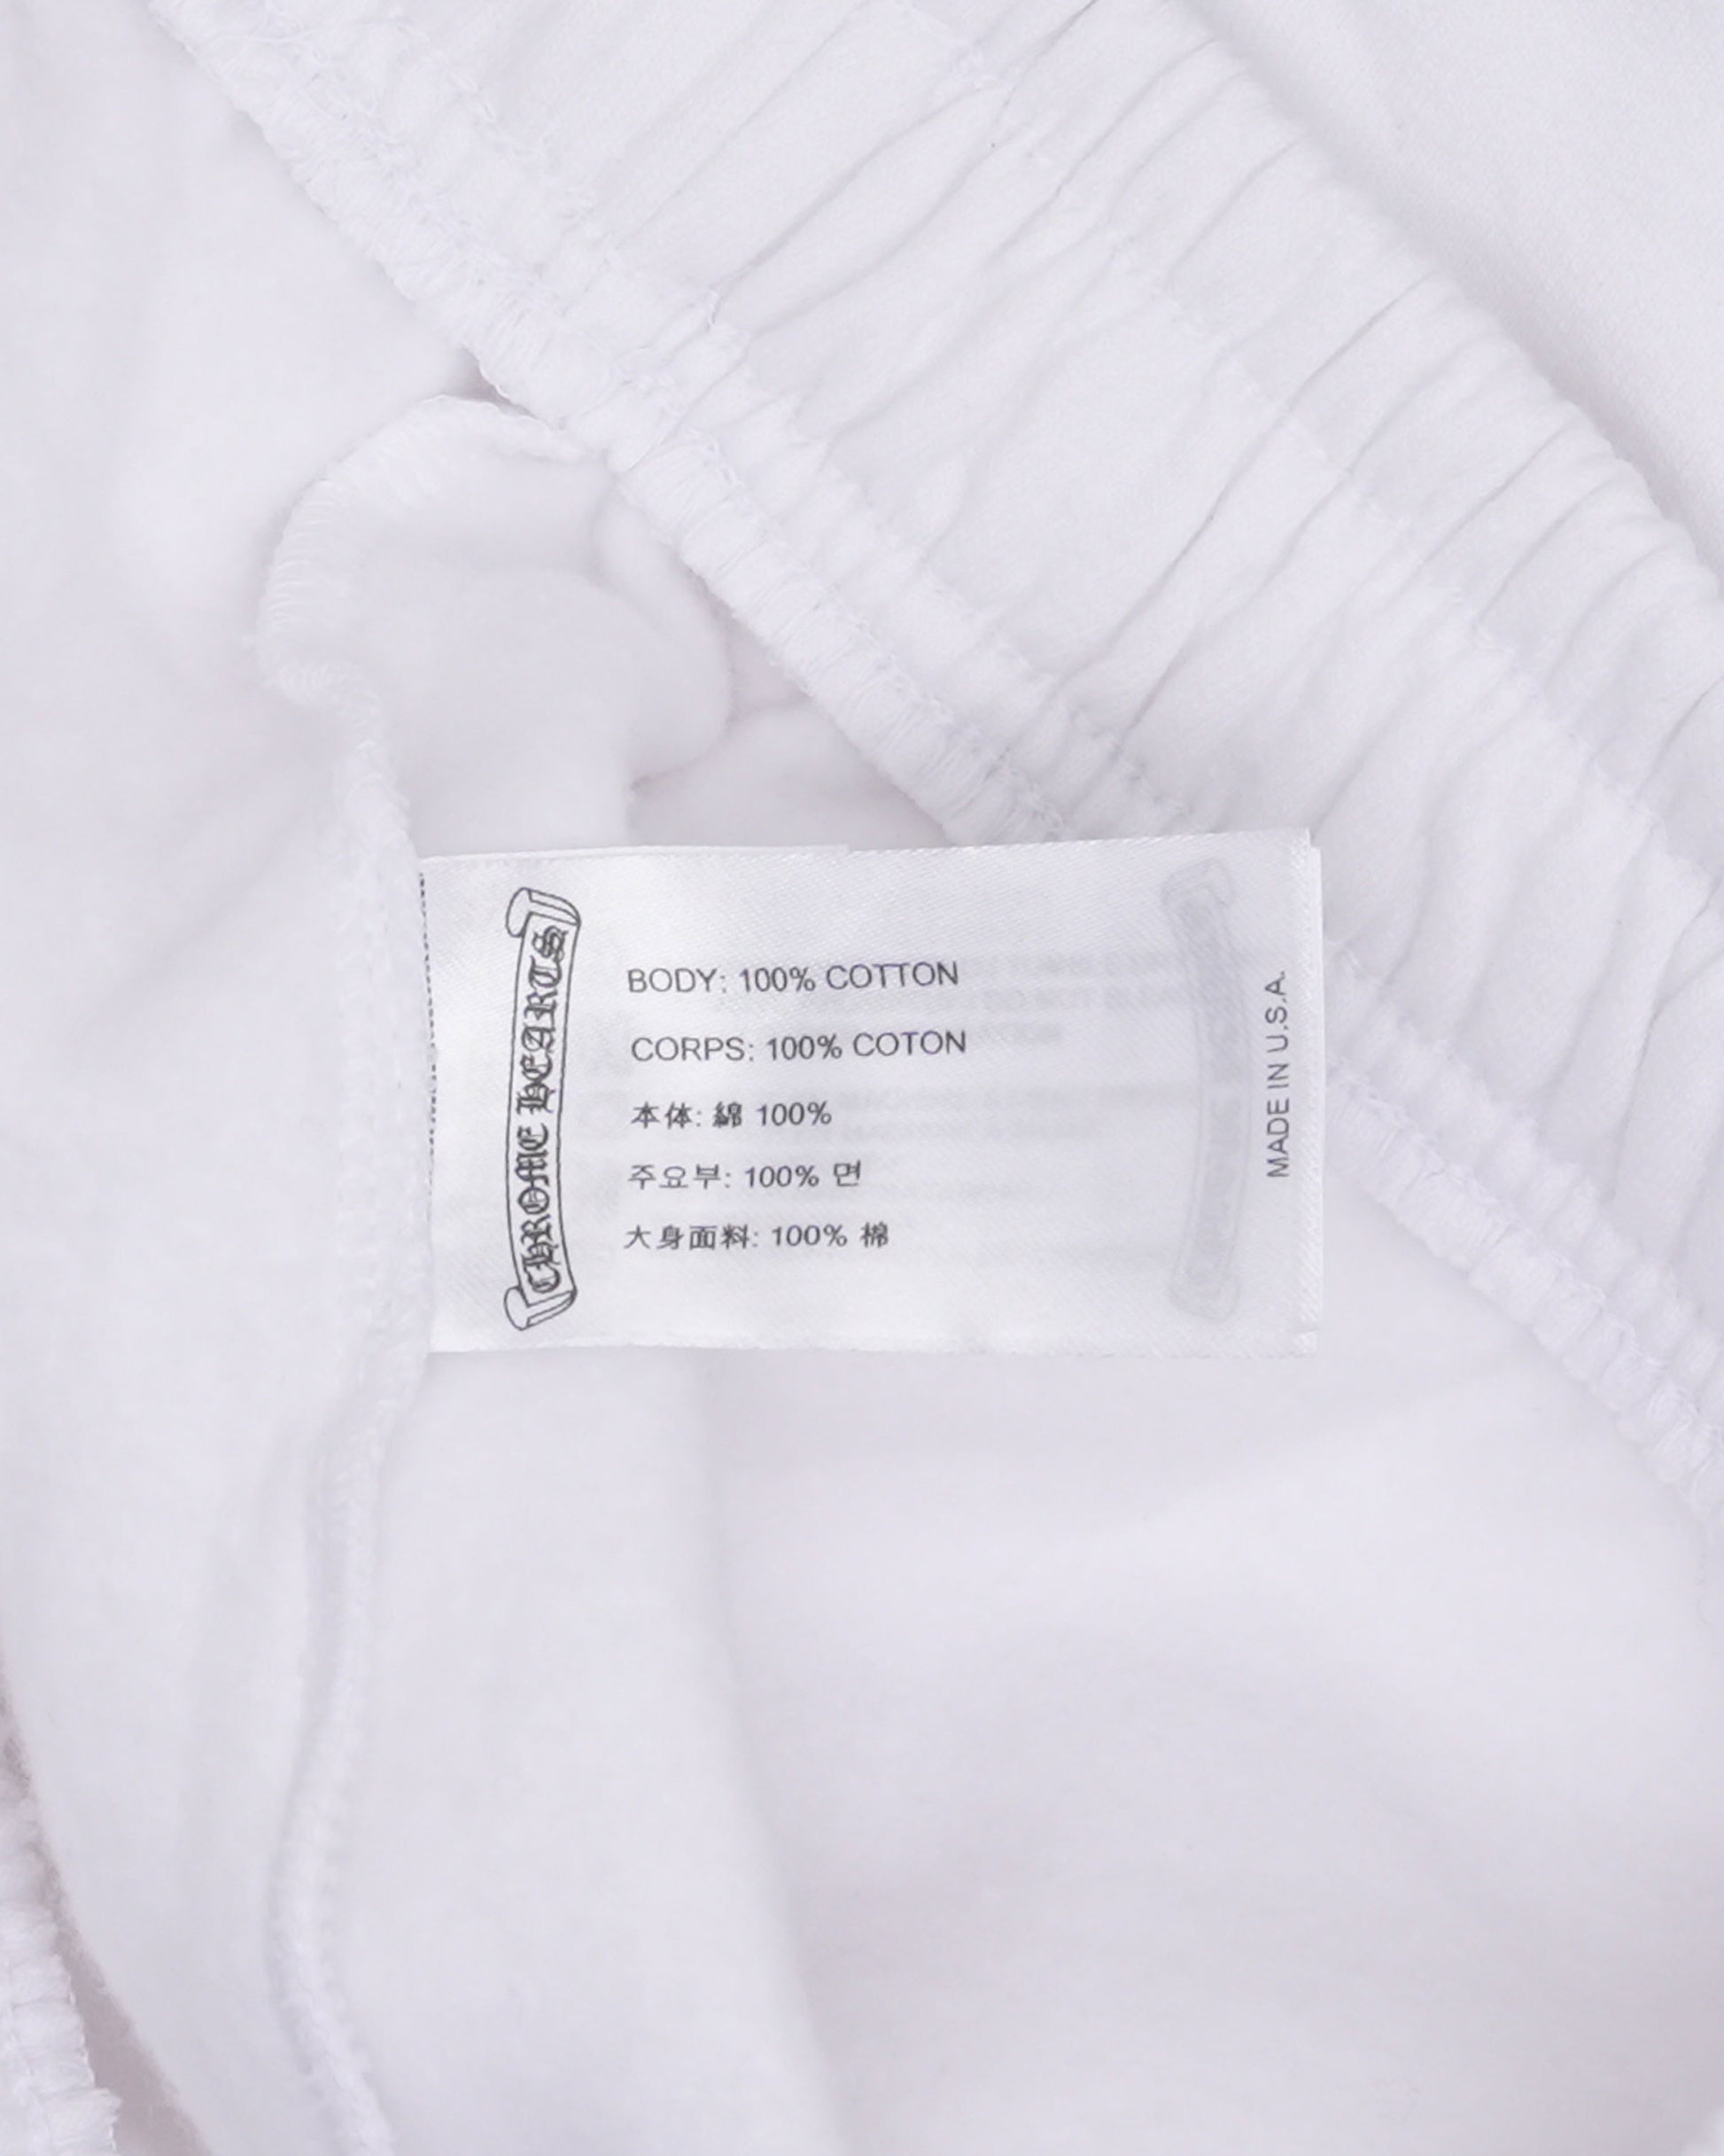 CHROME HEARTS
BODY: 100% COTTON
CORPS: 100% COTON
本体: 綿 100%
주요부: 100% 면
大身面料: 100% 棉
MADE IN U.S.A.